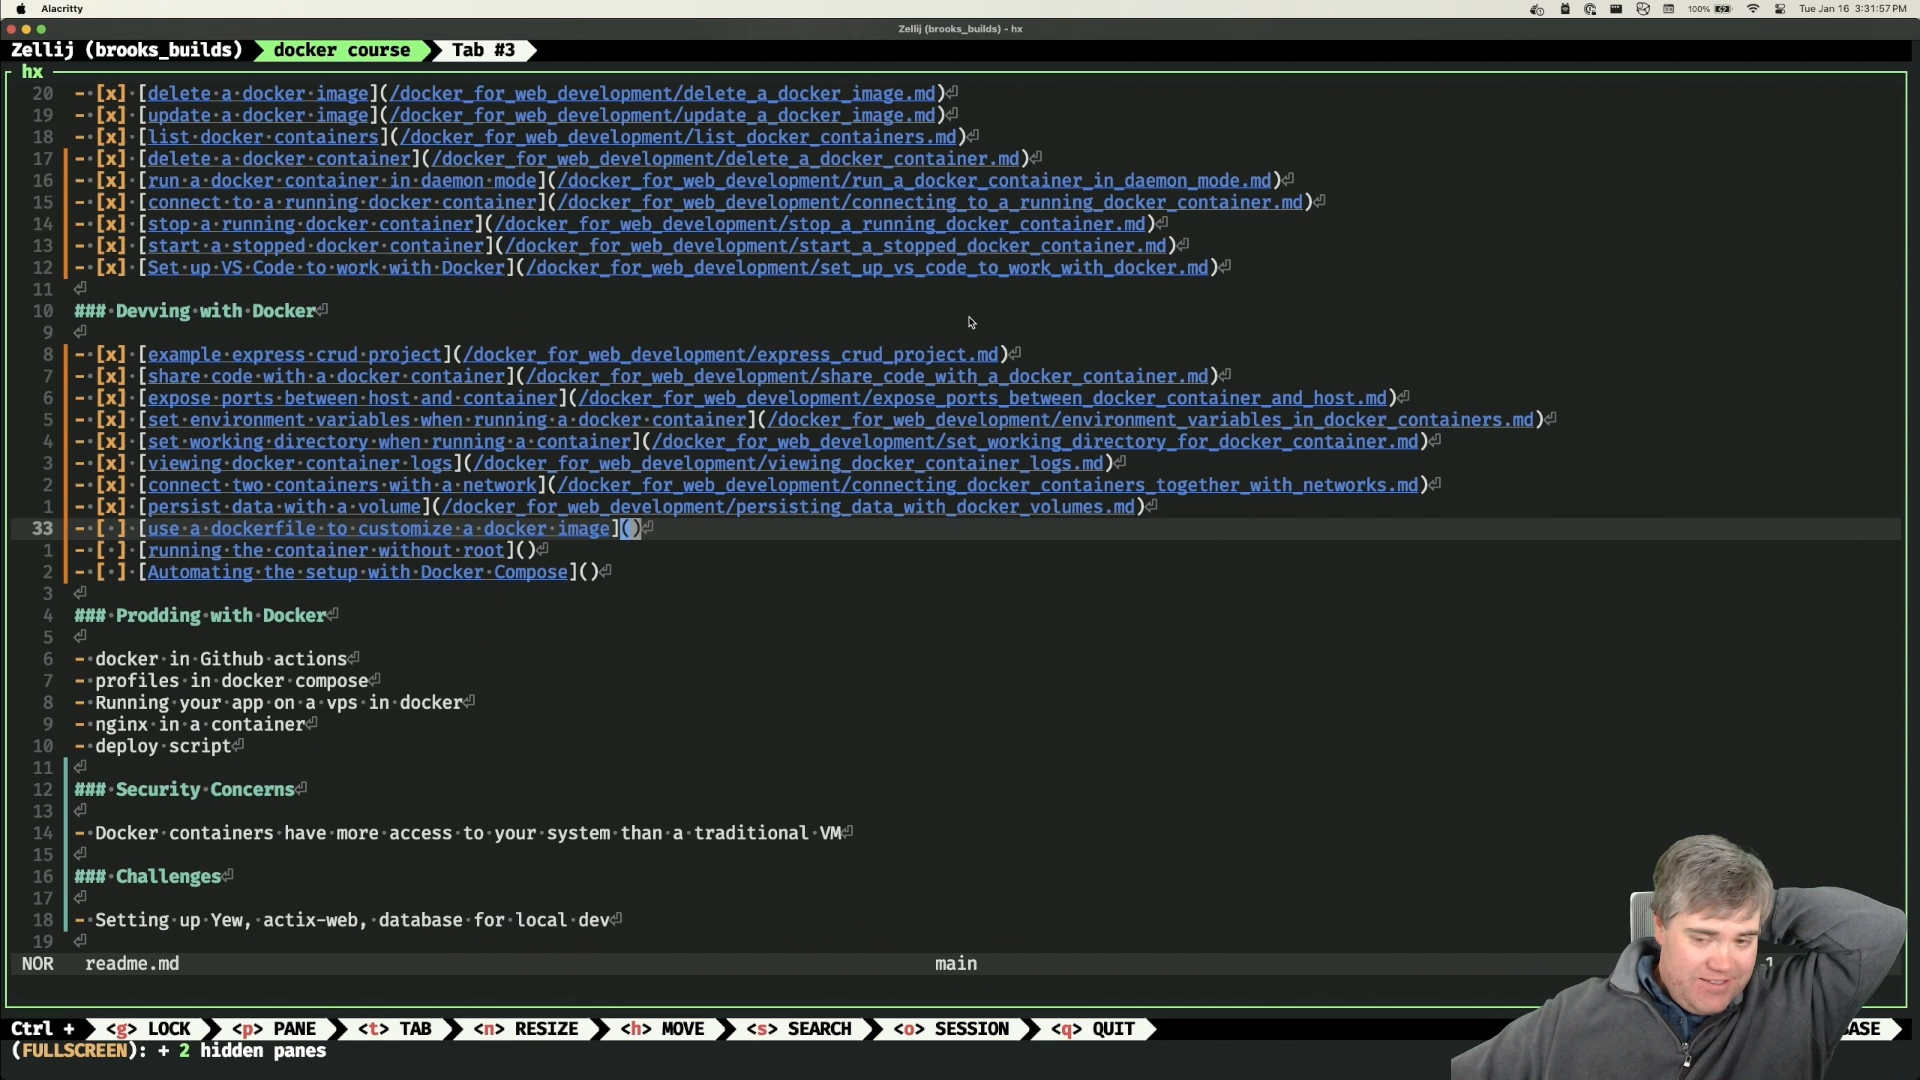 Alacritty
100%
Tue Jan 16 3:31:57 PM
Zellij (brooks_builds) - hx
Zellij (brooks_builds) docker course Tab #3
hx
20 - [x] [delete a docker image](/docker_for_web_development/delete_a_docker_image.md)
19 - [x] [update a docker image](/docker_for_web_development/update_a_docker_image.md)
18 - [x] [list docker containers](/docker_for_web_development/list_docker_containers.md)
17 - [x] [delete a docker container](/docker_for_web_development/delete_a_docker_container.md)
16 - [x] [run a docker container in daemon mode](/docker_for_web_development/run_a_docker_container_in_daemon_mode.md)
15 - [x] [connect to a running docker container](/docker_for_web_development/connecting_to_a_running_docker_container.md)
14 - [x] [stop a running docker container](/docker_for_web_development/stop_a_running_docker_container.md)
13 - [x] [start a stopped docker container](/docker_for_web_development/start_a_stopped_docker_container.md)
12 - [x] [Set up VS Code to work with Docker](/docker_for_web_development/set_up_vs_code_to_work_with_docker.md)
11
10 ### Devving with Docker
9
8 - [x] [example express crud project](/docker_for_web_development/express_crud_project.md)
7 - [x] [share code with a docker container](/docker_for_web_development/share_code_with_a_docker_container.md)
6 - [x] [expose ports between host and container](/docker_for_web_development/expose_ports_between_docker_container_and_host.md)
5 - [x] [set environment variables when running a docker container](/docker_for_web_development/environment_variables_in_docker_containers.md)
4 - [x] [set working directory when running a container](/docker_for_web_development/set_working_directory_for_docker_container.md)
3 - [x] [viewing docker container logs](/docker_for_web_development/viewing_docker_container_logs.md)
2 - [x] [connect two containers with a network](/docker_for_web_development/connecting_docker_containers_together_with_networks.md)
1 - [x] [persist data with a volume](/docker_for_web_development/persisting_data_with_docker_volumes.md)
33 - [ ] [use a dockerfile to customize a docker image]()
1 - [ ] [running the container without root]()
2 - [ ] [Automating the setup with Docker Compose]()
3
4 ### Prodding with Docker
5
6 - docker in Github actions
7 - profiles in docker compose
8 - Running your app on a vps in docker
9 - nginx in a container
10 - deploy script
11
12 ### Security Concerns
13
14 - Docker containers have more access to your system than a traditional VM
15
16 ### Challenges
17
18 - Setting up Yew, actix-web, database for local dev
19
NOR readme.md main
Ctrl + <g> LOCK <p> PANE <t> TAB <n> RESIZE <h> MOVE <s> SEARCH <o> SESSION <q> QUIT
(FULLSCREEN): + 2 hidden panes